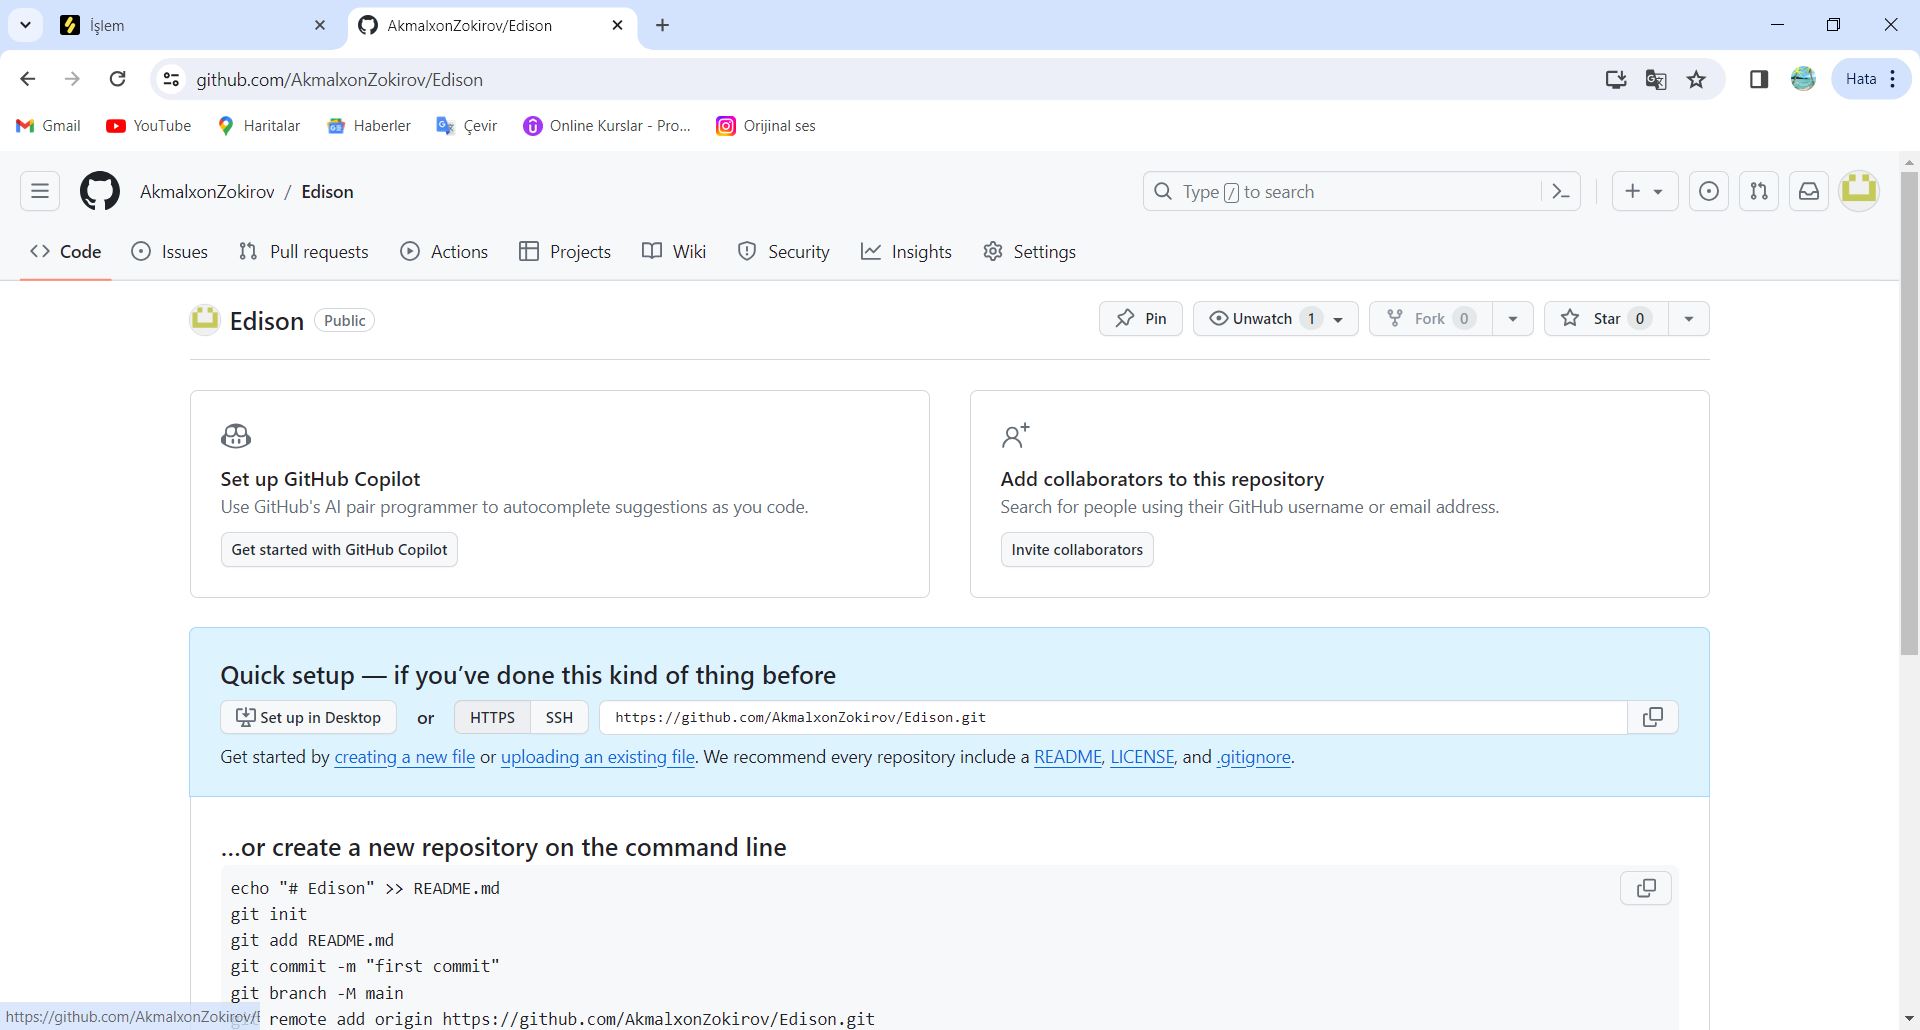 İşlem
AkmalxonZokirov/Edison
github.com/AkmalxonZokirov/Edison
Hata
Gmail
YouTube
Haritalar
Haberler
Çevir
Online Kurslar - Pro...
Orijinal ses
AkmalxonZokirov / Edison
Type / to search
Code
Issues
Pull requests
Actions
Projects
Wiki
Security
Insights
Settings
Edison
Public
Pin
Unwatch 1
Fork 0
Star 0
Set up GitHub Copilot
Use GitHub's AI pair programmer to autocomplete suggestions as you code.
Get started with GitHub Copilot
Add collaborators to this repository
Search for people using their GitHub username or email address.
Invite collaborators
Quick setup — if you’ve done this kind of thing before
Set up in Desktop or HTTPS SSH https://github.com/AkmalxonZokirov/Edison.git
Get started by creating a new file or uploading an existing file. We recommend every repository include a README, LICENSE, and .gitignore.
…or create a new repository on the command line
echo "# Edison" >> README.md
git init
git add README.md
git commit -m "first commit"
git branch -M main
git remote add origin https://github.com/AkmalxonZokirov/Edison.git
https://github.com/AkmalxonZokirov/E